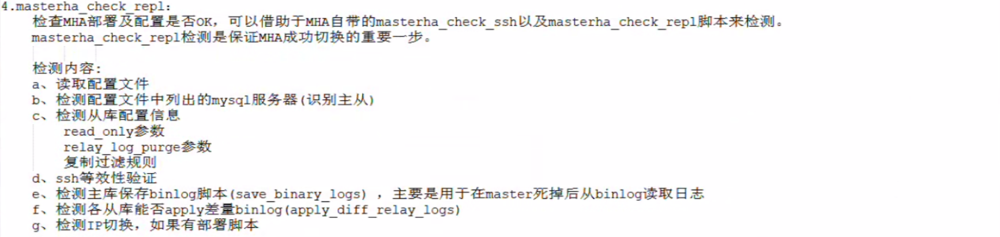 4.masterha_check_repl：
检查MHA部署及配置是否OK，可以借助于MHA自带的masterha_check_ssh以及masterha_check_repl脚本来检测。
masterha_check_repl检测是保证MHA成功切换的重要一步。
检测内容：
a、读取配置文件
b、检测配置文件中列出的mysql服务器(识别主从)
c、检测从库配置信息
read_only参数
relay_log_purge参数
复制过滤规则
d、ssh等效性验证
e、检测主库保存binlog脚本(save_binary_logs) ，主要是用于在master死掉后从binlog读取日志
f、检测各从库能否apply差量binlog(apply_diff_relay_logs)
g、检测IP切换，如果有部署脚本